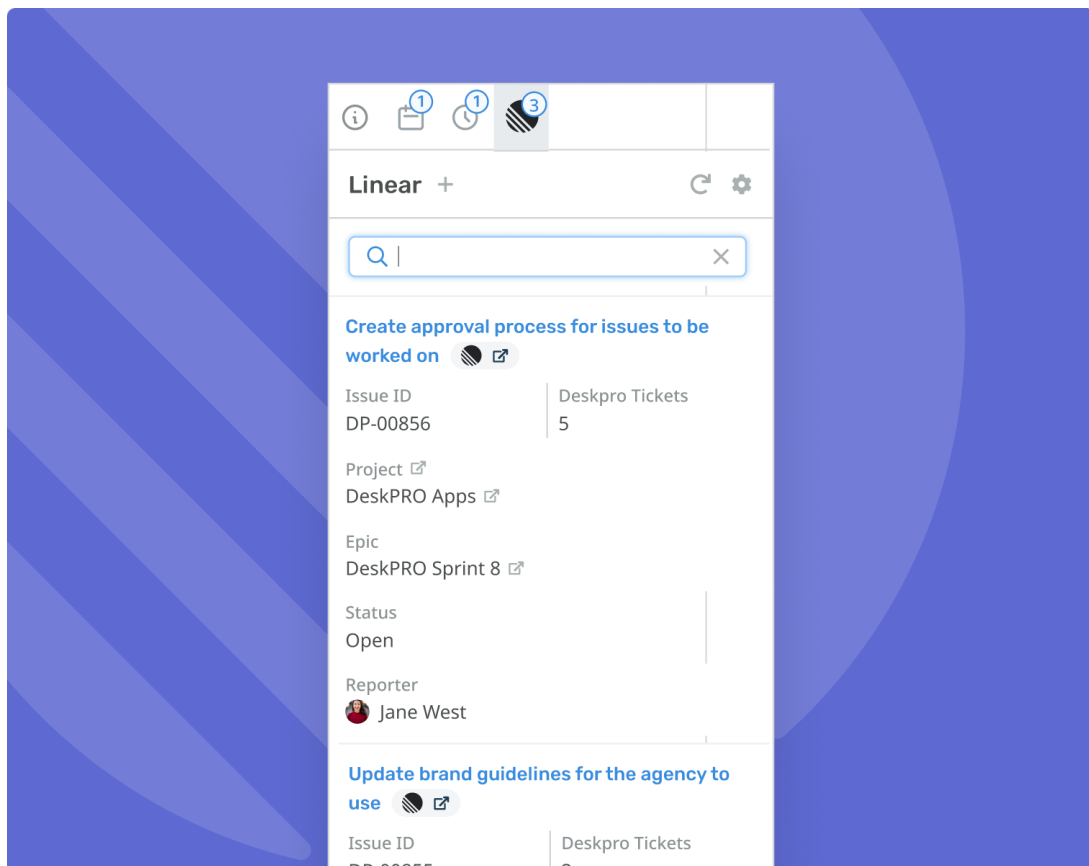 1
1
3
Linear
Create approval process for issues to be
worked on
Issue ID
Deskpro Tickets
DP-00856
5
Project
DeskPRO Apps
Epic
DeskPRO Sprint 8
Status
Open
Reporter
Jane West
Update brand guidelines for the agency to
use
Issue ID
Deskpro Tickets